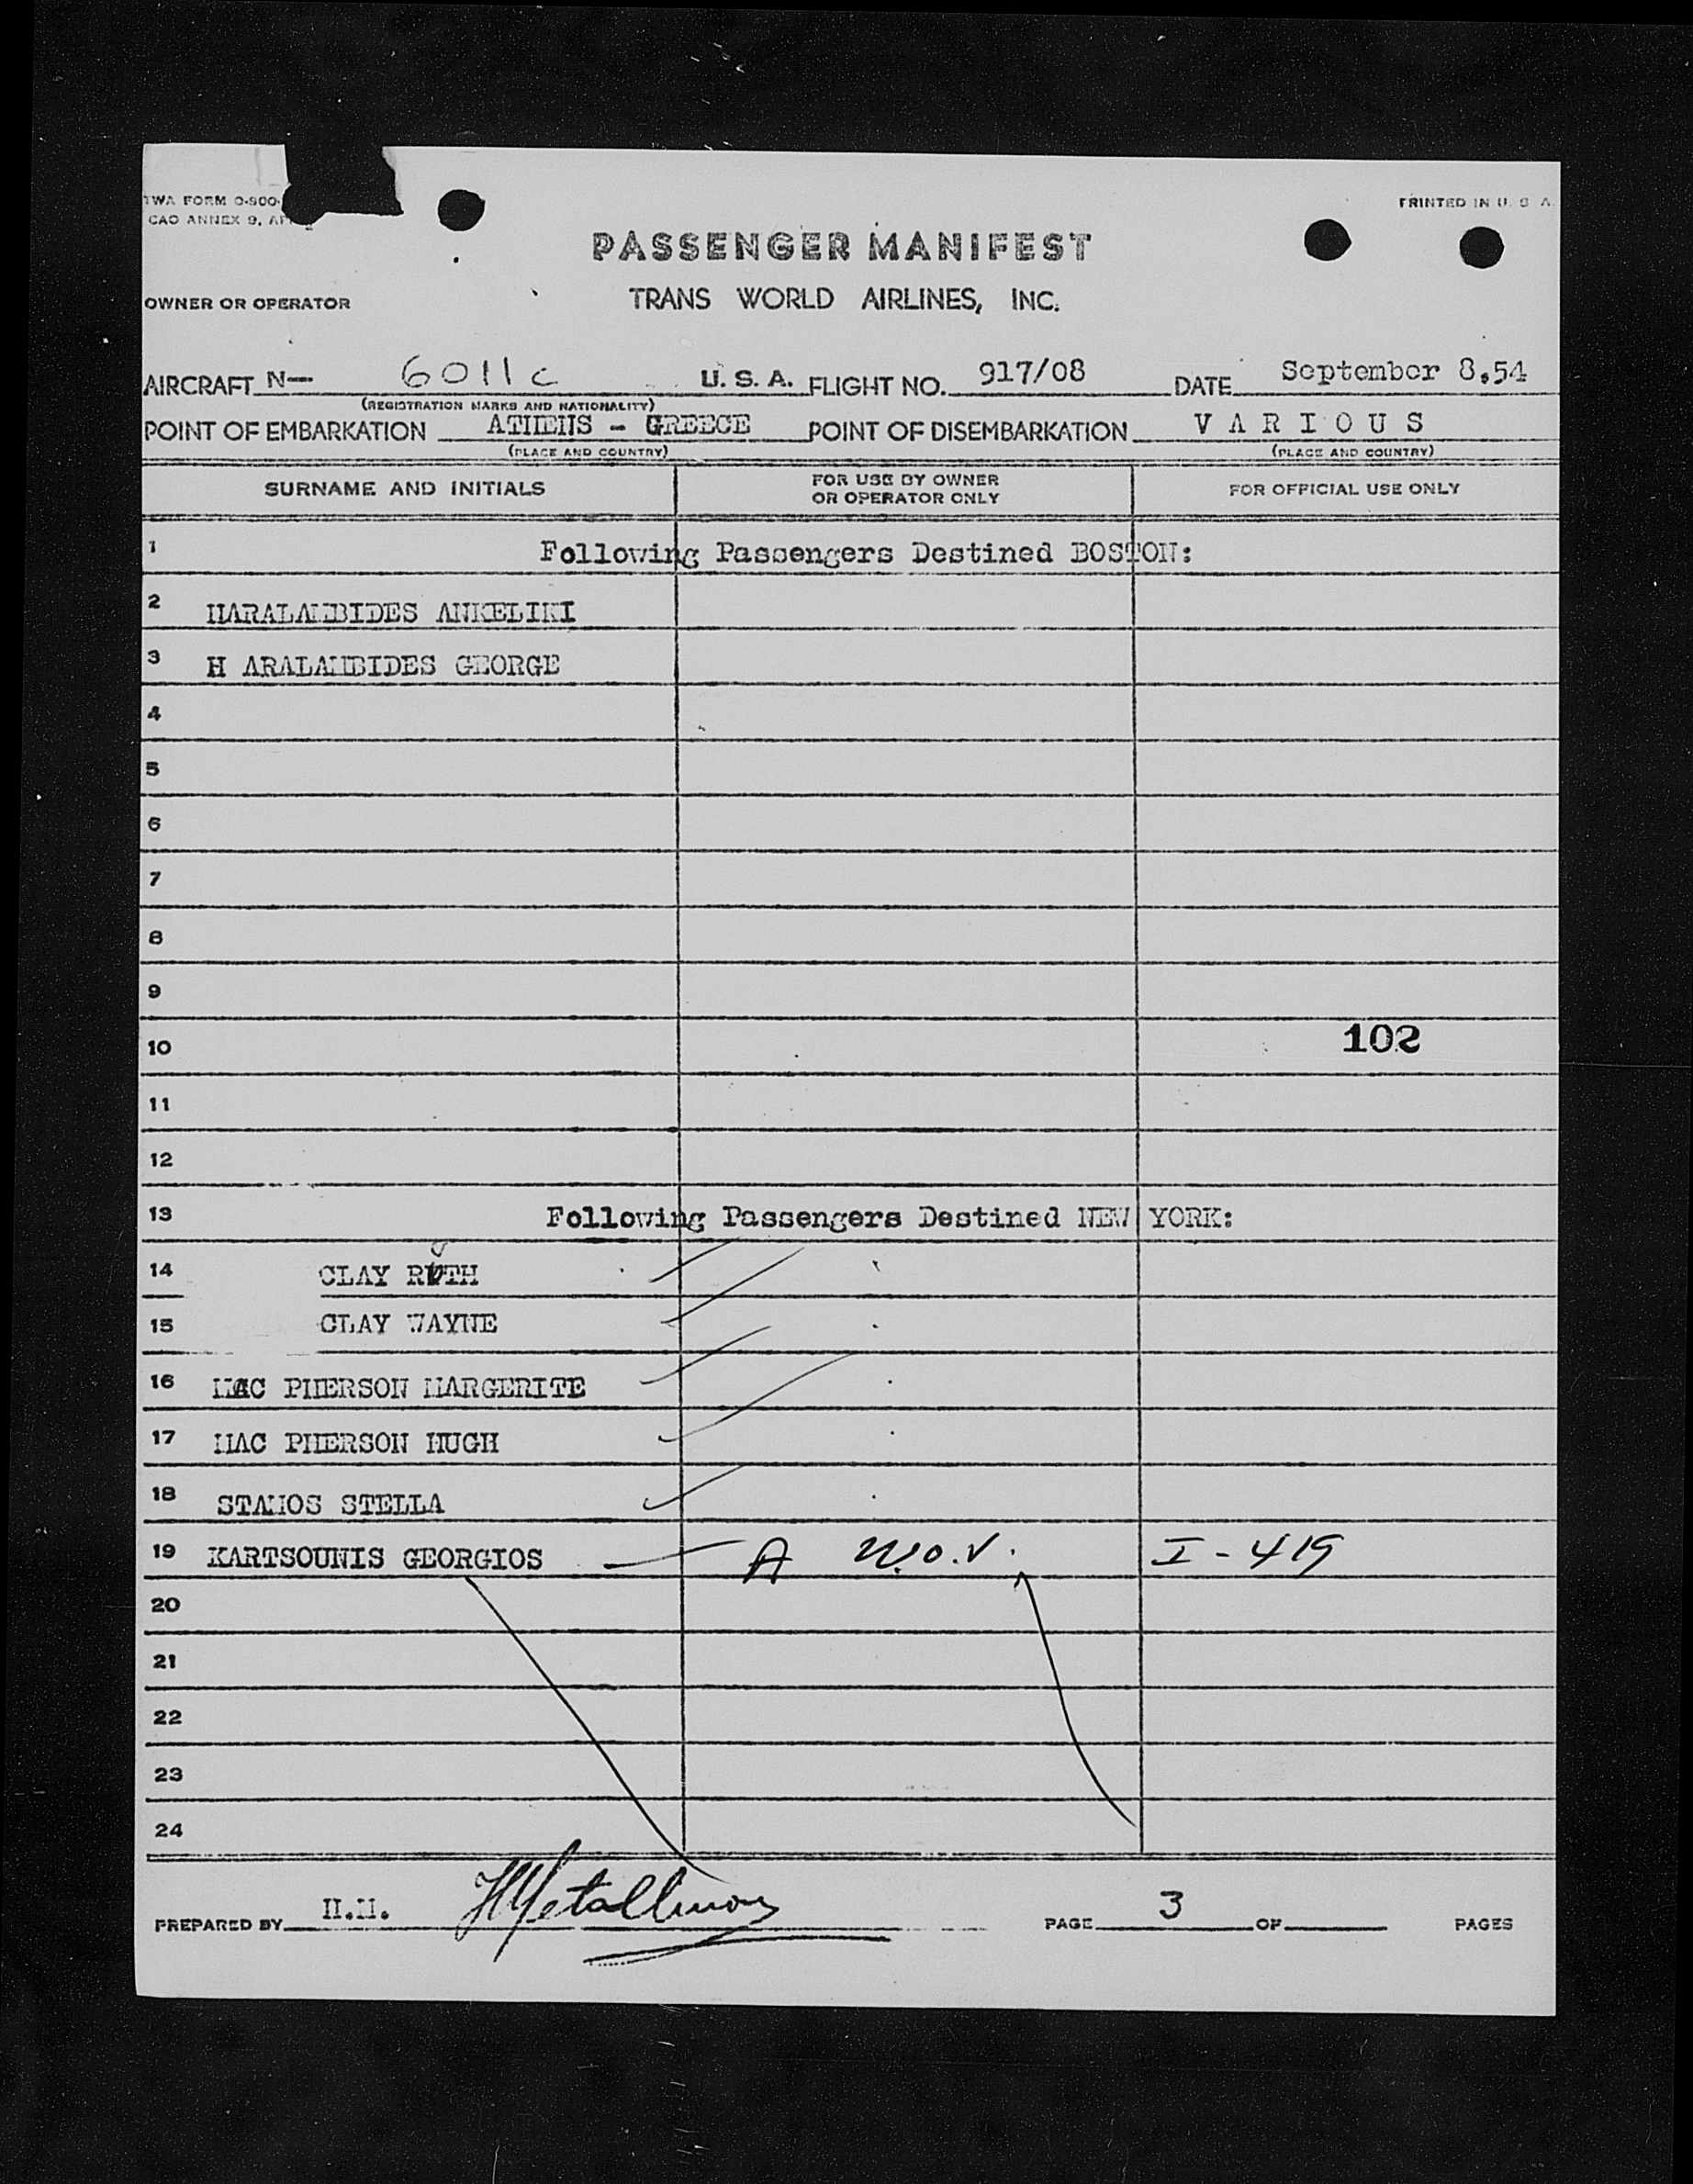 TWA FORM O-900-
CAO ANNEX 9, AP
PRINTED IN U. S. A.
PASSENGER MANIFEST
OWNER OR OPERATOR TRANS WORLD AIRLINES, INC.
AIRCRAFT N— 6011c U. S. A. FLIGHT NO. 917/08 DATE September 8,54
(REGISTRATION MARKS AND NATIONALITY)
POINT OF EMBARKATION ATHENS - GREECE POINT OF DISEMBARKATION V A R I O U S
(PLACE AND COUNTRY) (PLACE AND COUNTRY)
SURNAME AND INITIALS FOR USE BY OWNER OR OPERATOR ONLY FOR OFFICIAL USE ONLY
1 Following Passengers Destined BOSTON:
2 HARALAMBIDES ANKELIKI
3 H ARALAMBIDES GEORGE
4
5
6
7
8
9
10 102
11
12
13 Following Passengers Destined NEW YORK:
14 CLAY RUTH
15 CLAY WAYNE
16 MAC PHERSON MARGERITE
17 MAC PHERSON HUGH
18 STAMOS STELLA
19 KARTSOUNIS GEORGIOS — A W.O.V. I-419
20
21
22
23
24
PREPARED BY H.M. PAGE 3 OF PAGES